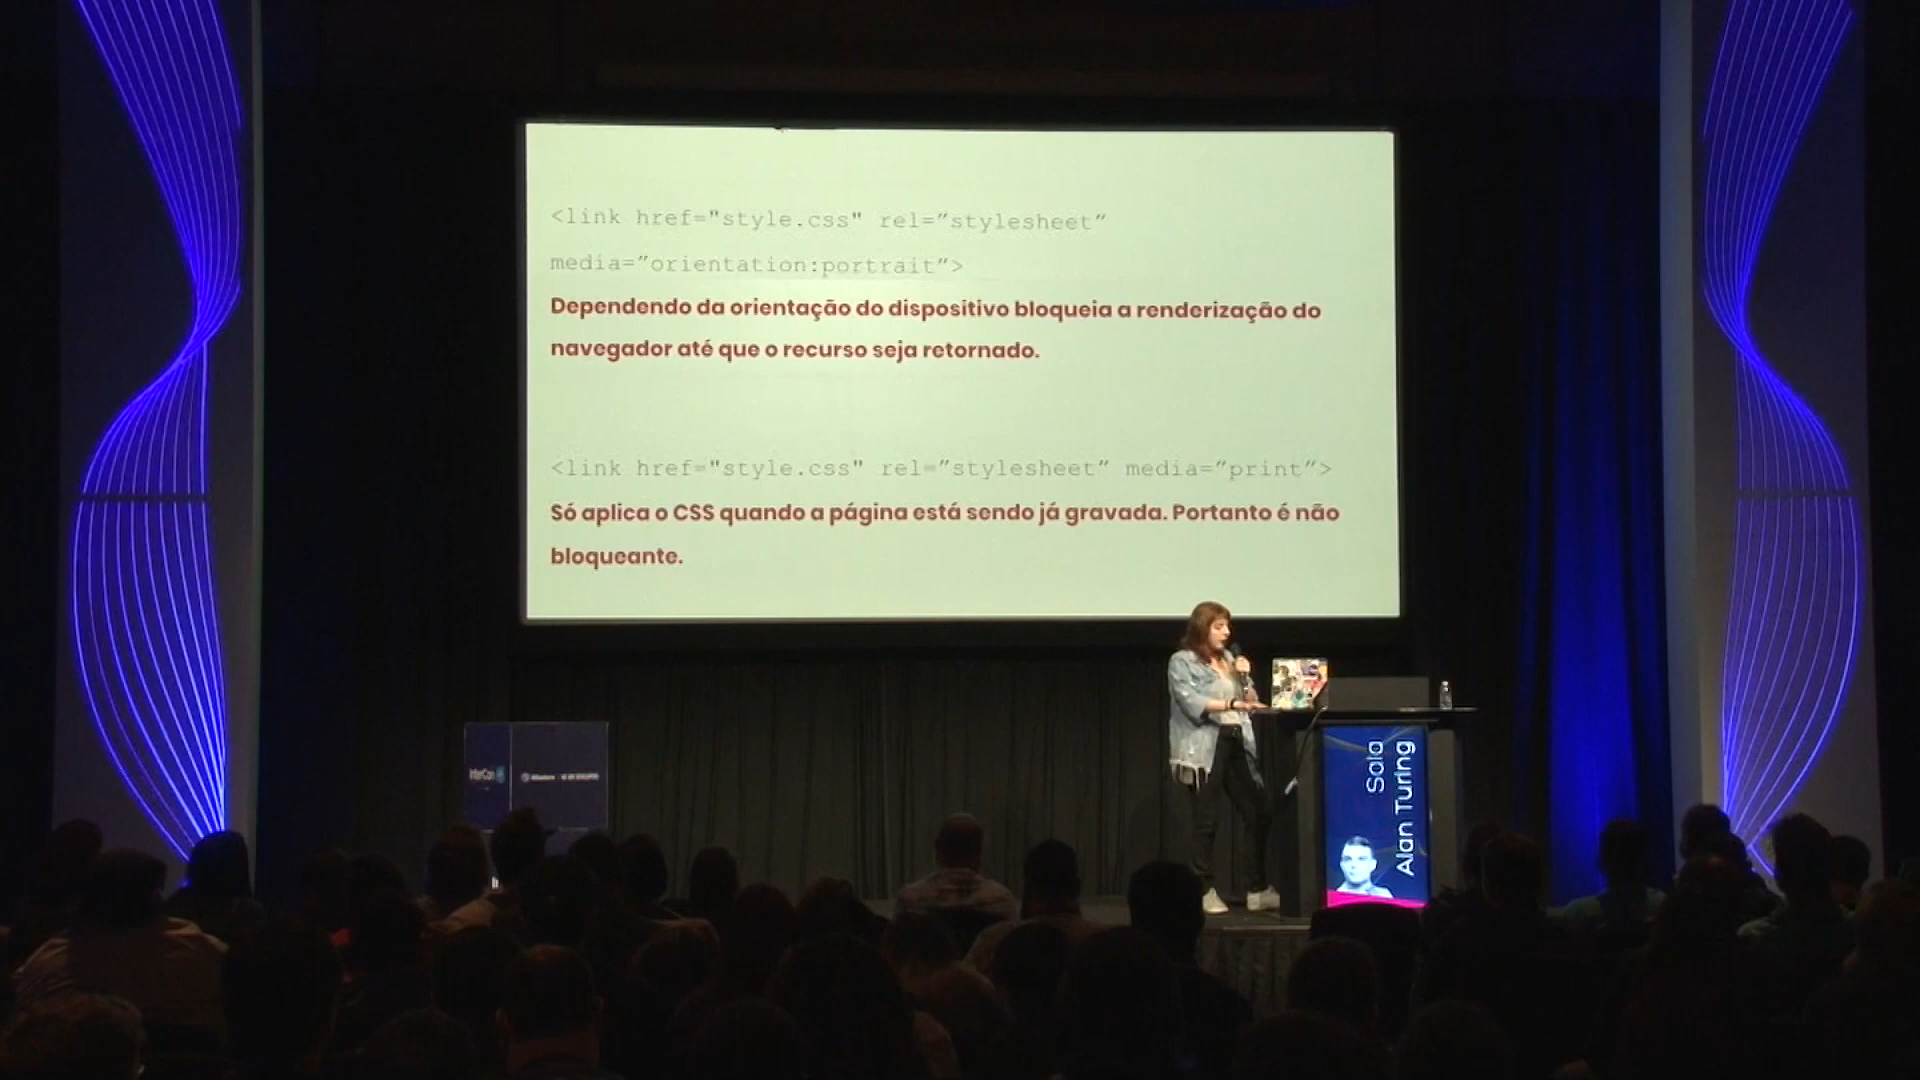 <link href="style.css" rel=”stylesheet”
media=”orientation:portrait”>
Dependendo da orientação do dispositivo bloqueia a renderização do
navegador até que o recurso seja retornado.
<link href="style.css" rel=”stylesheet” media=”print”>
Só aplica o CSS quando a página está sendo já gravada. Portanto é não
bloqueante.
InterCon
Sala
Alan Turing